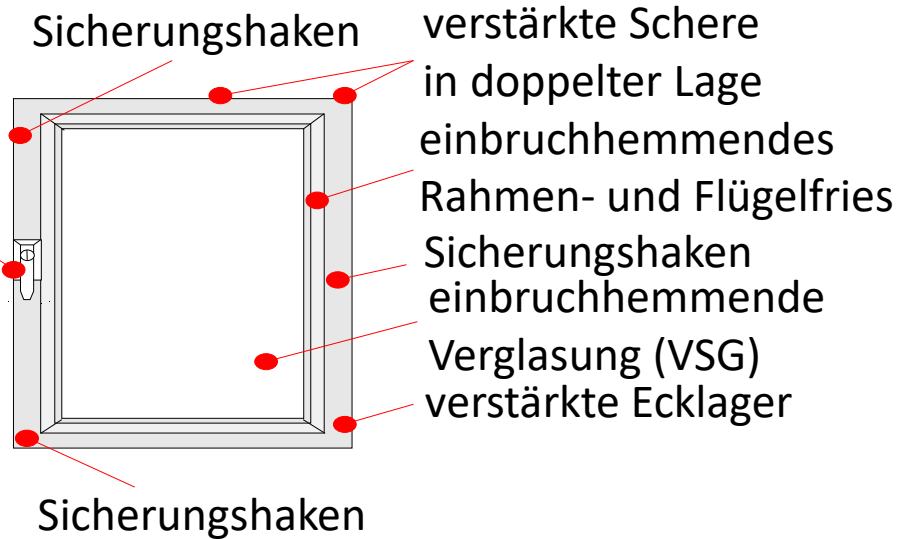 Sicherungshaken
verstärkte Schere
in doppelter Lage
einbruchhemmendes
Rahmen- und Flügelfries
Sicherungshaken
einbruchhemmende
Verglasung (VSG)
verstärkte Ecklager
Sicherungshaken